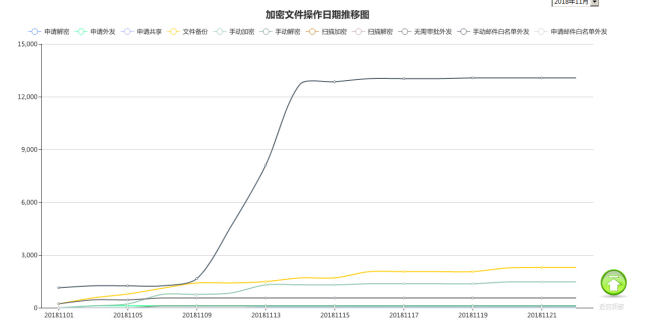 2018年11月
加密文件操作日期推移图
申请解密 申请外发 申请共享 文件备份 手动加密 手动解密 扫描加密 扫描解密 无需审批外发 手动邮件白名单外发 申请邮件白名单外发
15,000
12,000
9,000
6,000
3,000
0
20181101 20181105 20181109 20181113 20181115 20181117 20181119 20181121
返回顶部